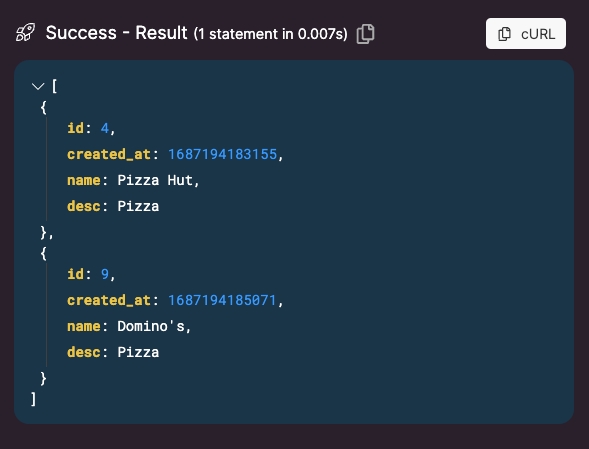 Success - Result (1 statement in 0.007s) cURL
[
{
id: 4,
created_at: 1687194183155,
name: Pizza Hut,
desc: Pizza
},
{
id: 9,
created_at: 1687194185071,
name: Domino's,
desc: Pizza
}
]